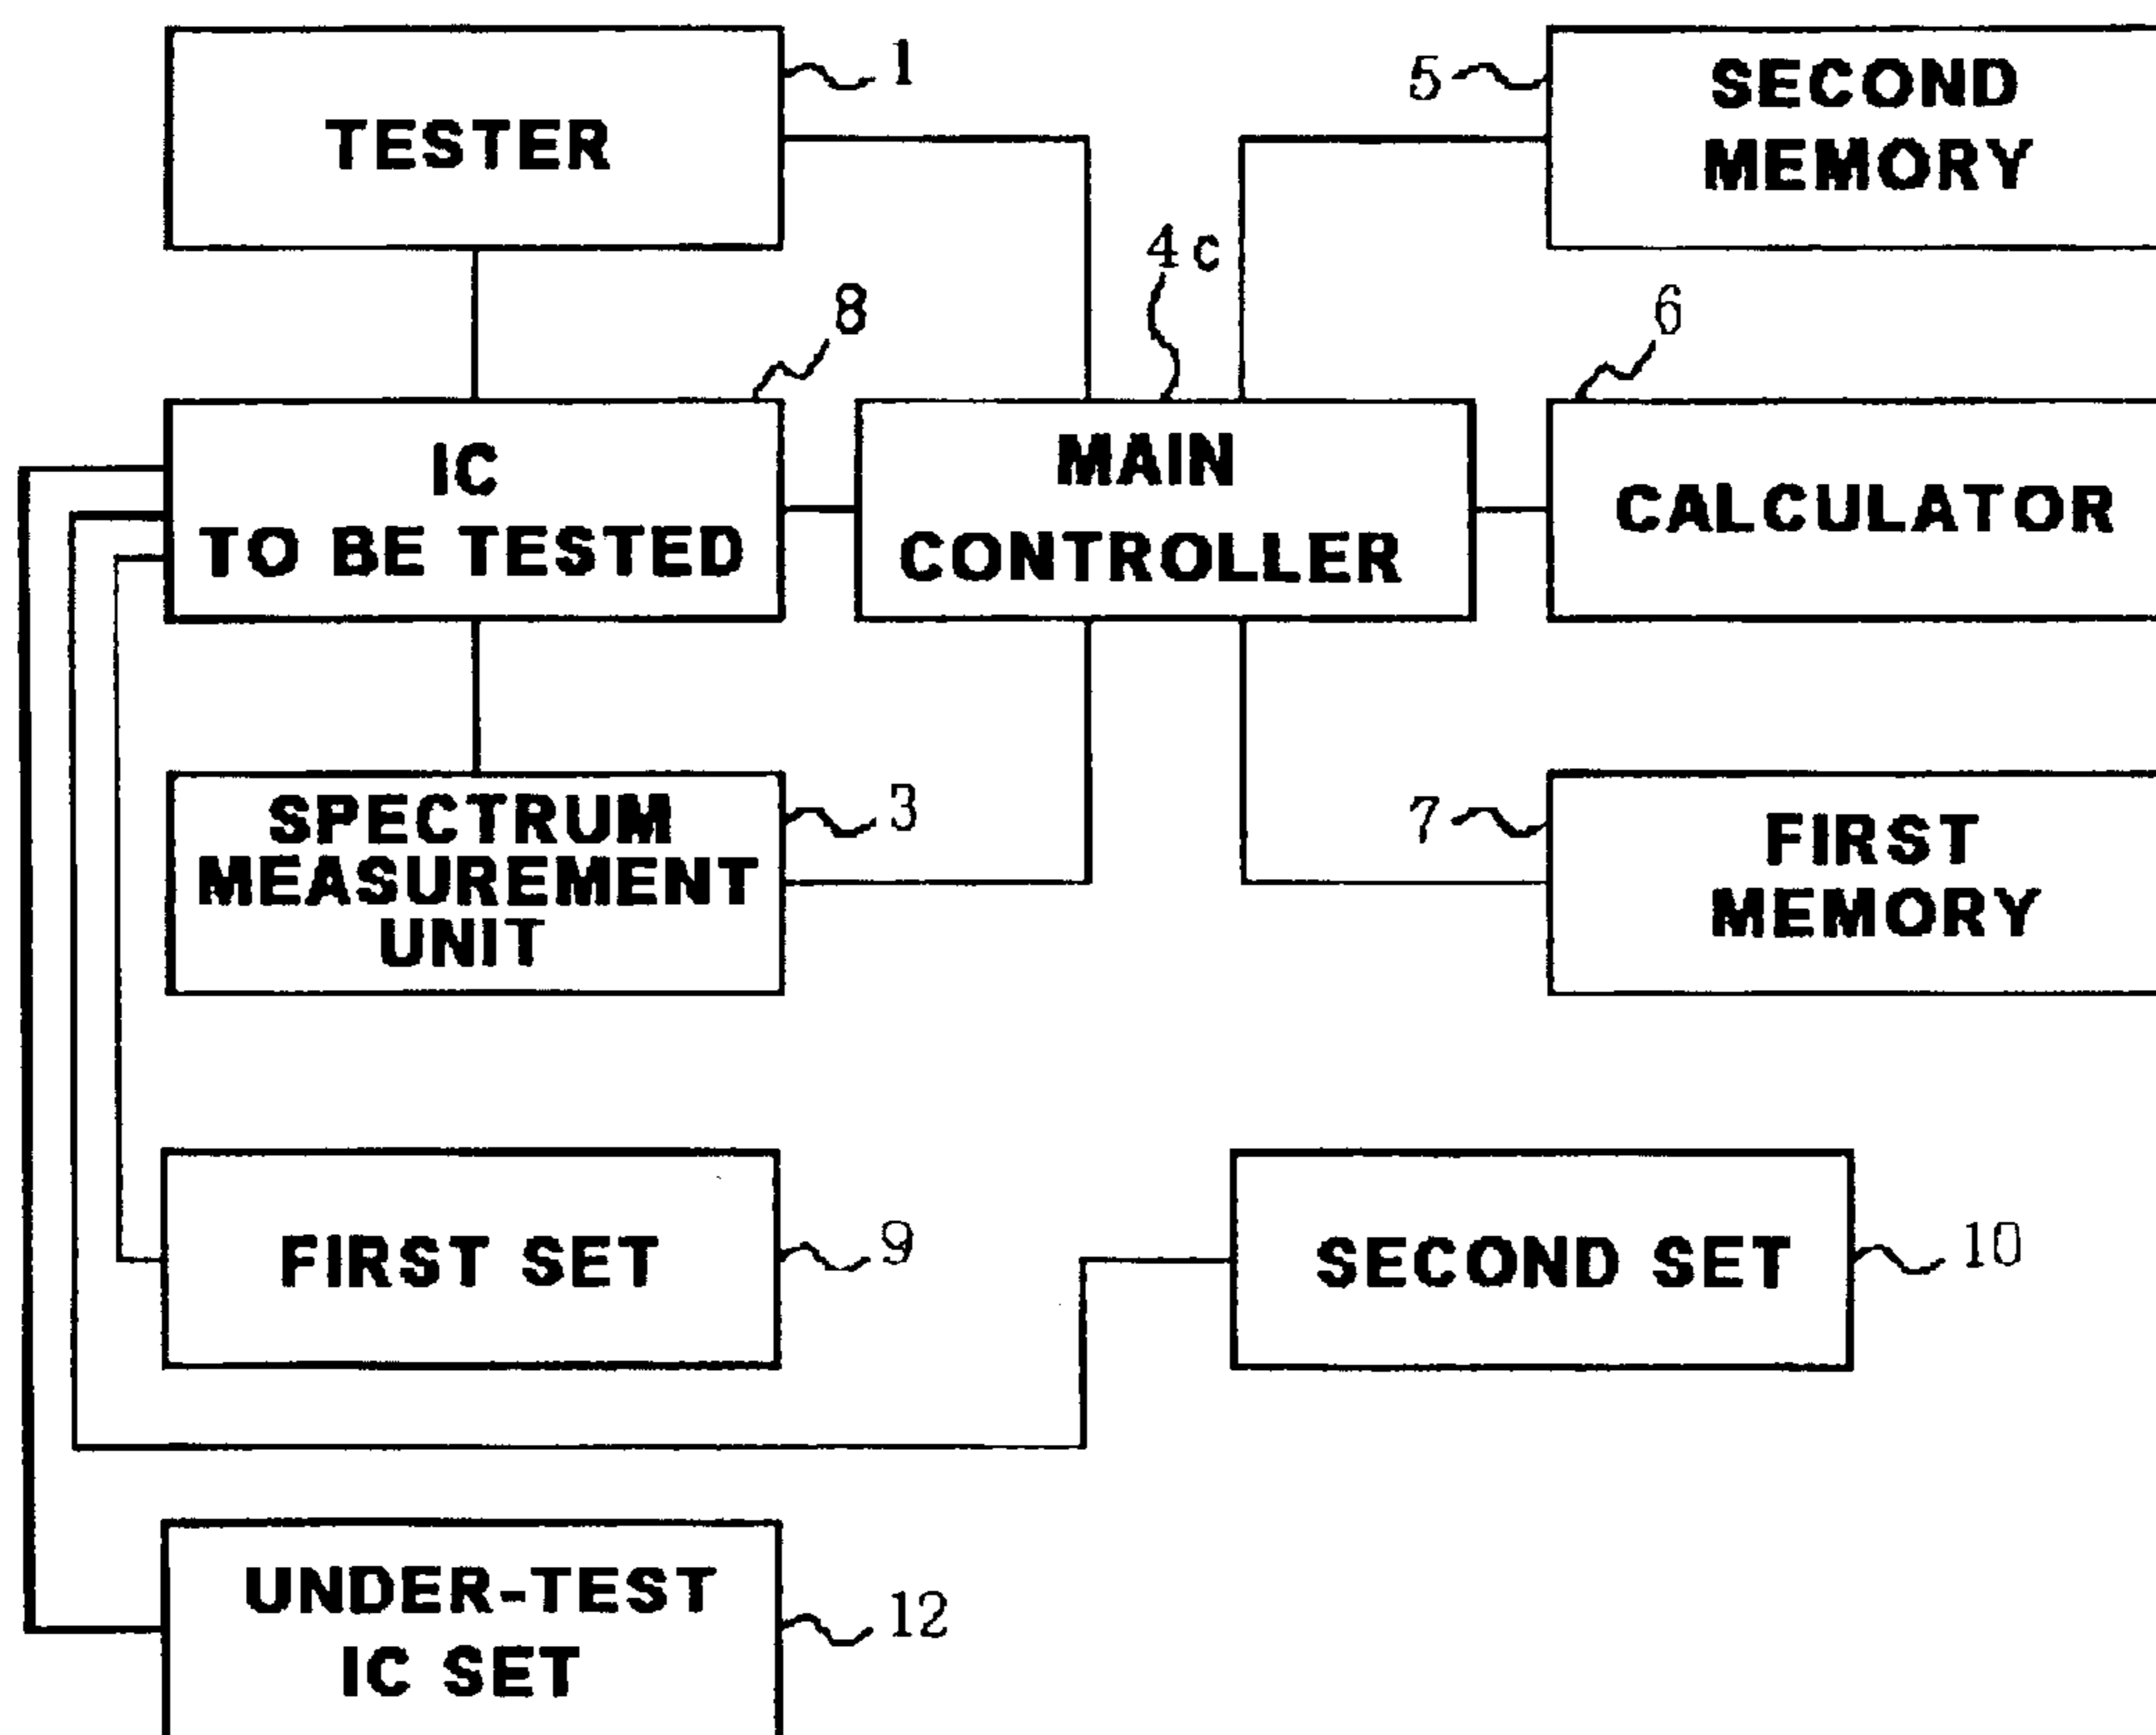 1
TESTER
5
SECOND
MEMORY
4c
8
6
IC
TO BE TESTED
MAIN
CONTROLLER
CALCULATOR
SPECTRUM
MEASUREMENT
UNIT
3
7
FIRST
MEMORY
FIRST SET
9
SECOND SET
10
UNDER-TEST
IC SET
12